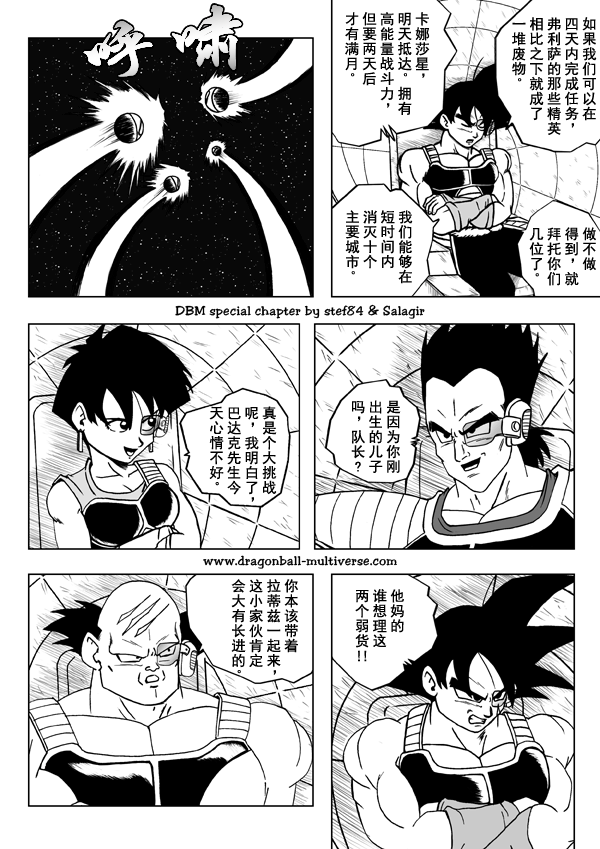 呼啸
如果我们可以在
四天内完成任务，
弗利萨的那些精英
相比之下就成了
一堆废物。
卡娜莎星，
明天抵达。拥有
高能量战斗力，
但要两天后
才有满月。
做不做
得到，就
拜托你们
几位了。
我们能够在
短时间内
消灭十个
主要城市。
DBM special chapter by stef84 & Salagir
真是个大挑战
呢，我明白了，
巴达克先生今
天心情不好。
是因为你刚
出生的儿子
吗，队长？
www.dragonball-multiverse.com
你本该带着
拉蒂兹一起来，
这小家伙肯定
会大有长进的。
他妈的
谁想理这
两个弱货!!